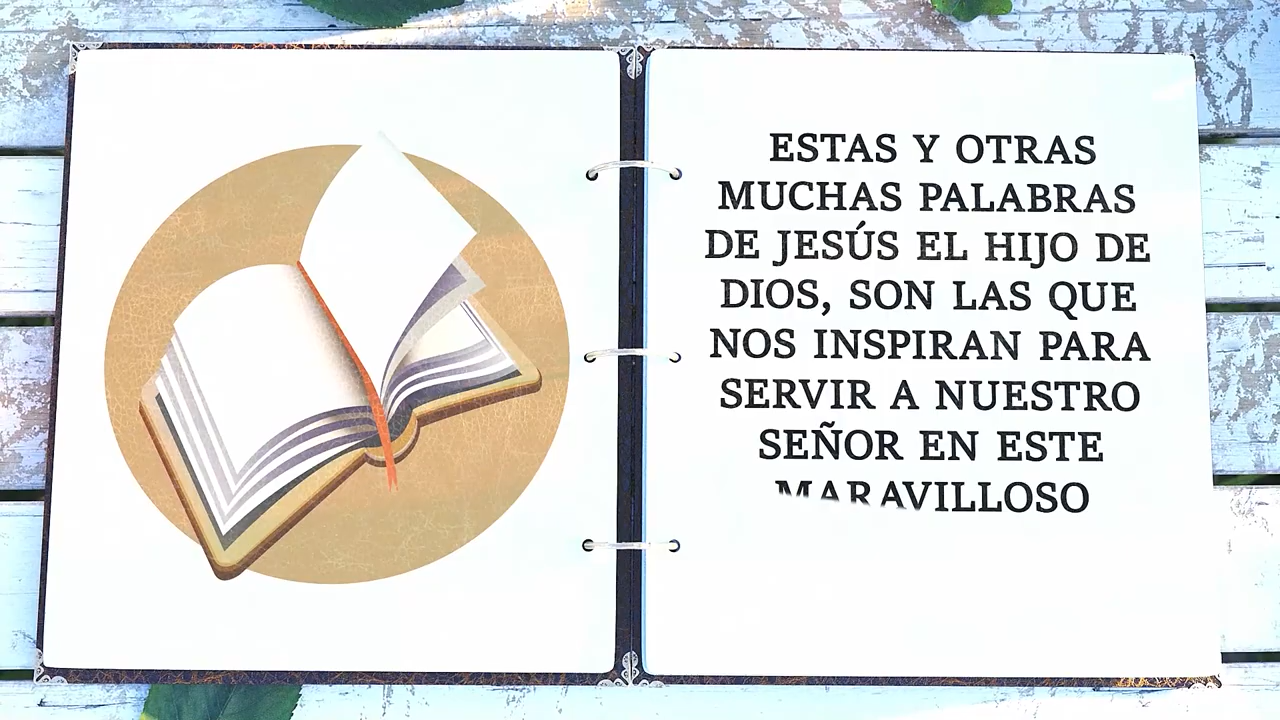 ESTAS Y OTRAS
MUCHAS PALABRAS
DE JESÚS EL HIJO DE
DIOS, SON LAS QUE
NOS INSPIRAN PARA
SERVIR A NUESTRO
SEÑOR EN ESTE
MARAVILLOSO